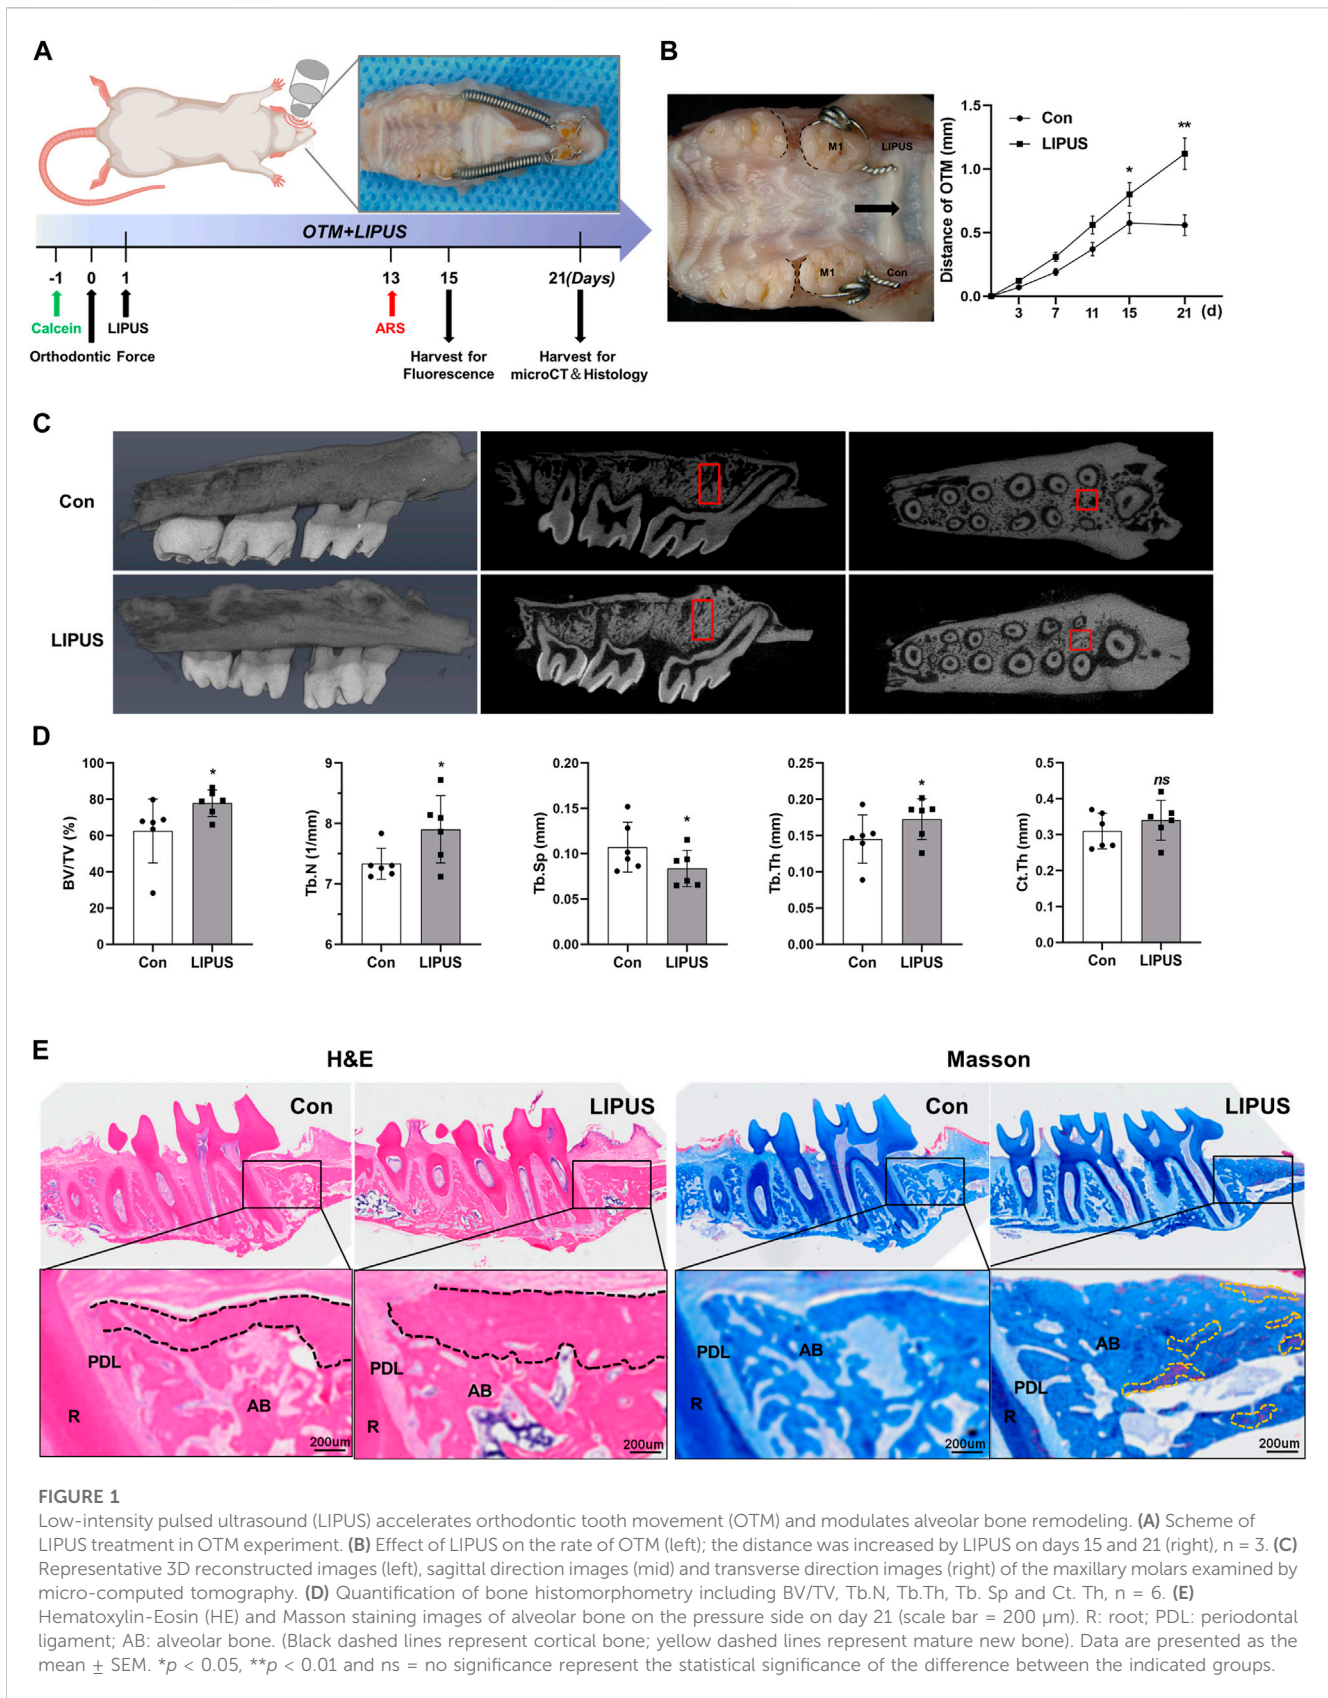 A
OTM+LIPUS
-1 0 1 13 15 21(Days)
Calcein LIPUS ARS
Orthodontic Force
Harvest for
Fluorescence
Harvest for
microCT & Histology
B
M1 LIPUS
M1 Con
Distance of OTM (mm)
1.5
1.0
0.5
0.0
Con
LIPUS
*
**
3 7 11 15 21 (d)
C
Con
LIPUS
D
BV/TV (%)
100
80
60
40
20
0
*
Con LIPUS
Tb.N (1/mm)
9
8
7
6
*
Con LIPUS
Tb.Sp (mm)
0.20
0.15
0.10
0.05
0.00
*
Con LIPUS
Tb.Th (mm)
0.25
0.20
0.15
0.10
0.05
0.00
*
Con LIPUS
Ct.Th (mm)
0.5
0.4
0.3
0.2
0.1
0.0
ns
Con LIPUS
E
H&E
Masson
Con
LIPUS
Con
LIPUS
PDL
R
AB
200um
PDL
R
AB
200um
PDL
R
AB
200um
PDL
R
AB
200um
FIGURE 1
Low-intensity pulsed ultrasound (LIPUS) accelerates orthodontic tooth movement (OTM) and modulates alveolar bone remodeling. (A) Scheme of
LIPUS treatment in OTM experiment. (B) Effect of LIPUS on the rate of OTM (left); the distance was increased by LIPUS on days 15 and 21 (right), n = 3. (C)
Representative 3D reconstructed images (left), sagittal direction images (mid) and transverse direction images (right) of the maxillary molars examined by
micro-computed tomography. (D) Quantification of bone histomorphometry including BV/TV, Tb.N, Tb.Th, Tb. Sp and Ct. Th, n = 6. (E)
Hematoxylin-Eosin (HE) and Masson staining images of alveolar bone on the pressure side on day 21 (scale bar = 200 μm). R: root; PDL: periodontal
ligament; AB: alveolar bone. (Black dashed lines represent cortical bone; yellow dashed lines represent mature new bone). Data are presented as the
mean ± SEM. *p < 0.05, **p < 0.01 and ns = no significance represent the statistical significance of the difference between the indicated groups.